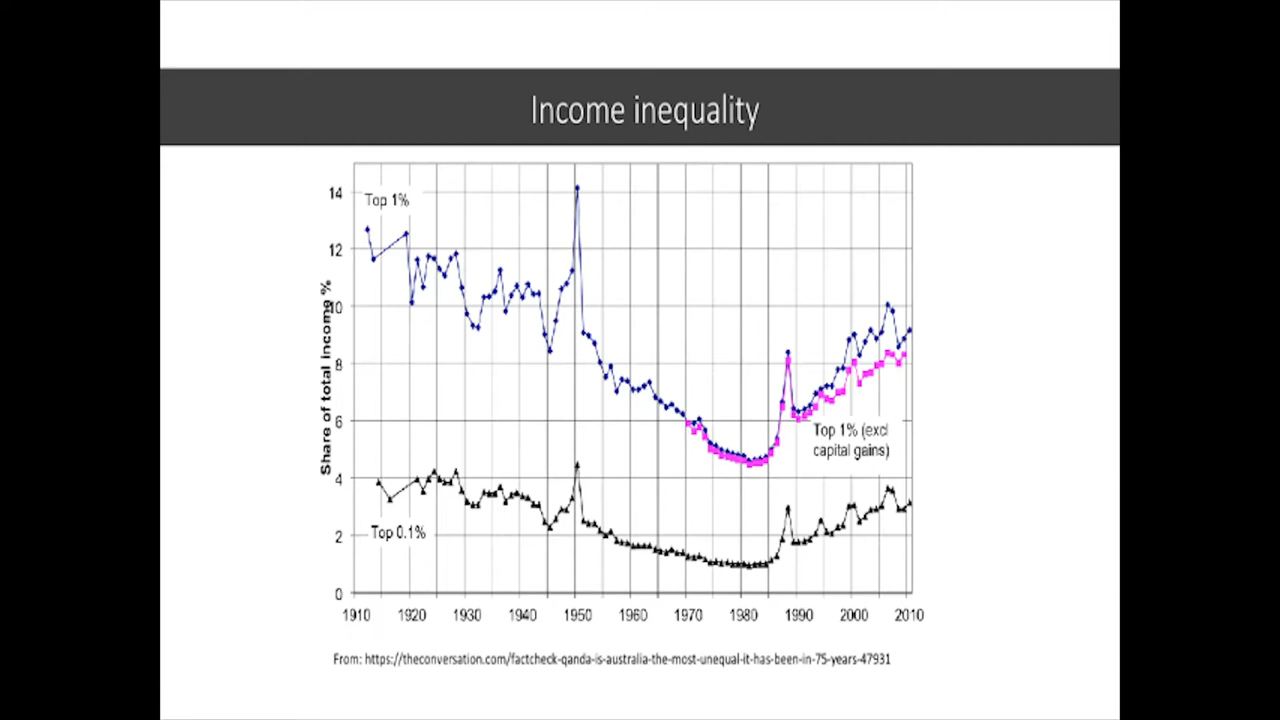 Income inequality
14
Top 1%
12
10
8
6
4
2
0
Share of total income %
Top 1% (excl
capital gains)
Top 0.1%
1910 1920 1930 1940 1950 1960 1970 1980 1990 2000 2010
From: https://theconversation.com/factcheck-qanda-is-australia-the-most-unequal-it-has-been-in-75-years-47931